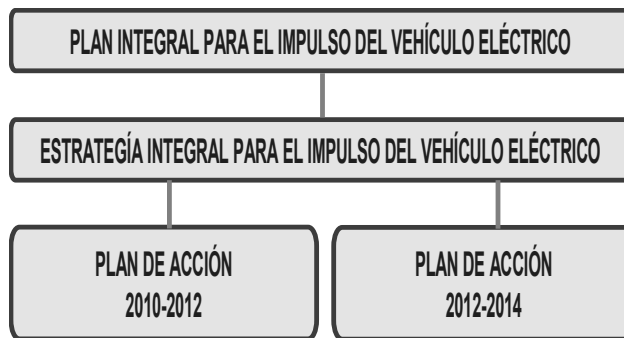 PLAN INTEGRAL PARA EL IMPULSO DEL VEHÍCULO ELÉCTRICO
ESTRATEGÍA INTEGRAL PARA EL IMPULSO DEL VEHÍCULO ELÉCTRICO
PLAN DE ACCIÓN
2010-2012
PLAN DE ACCIÓN
2012-2014